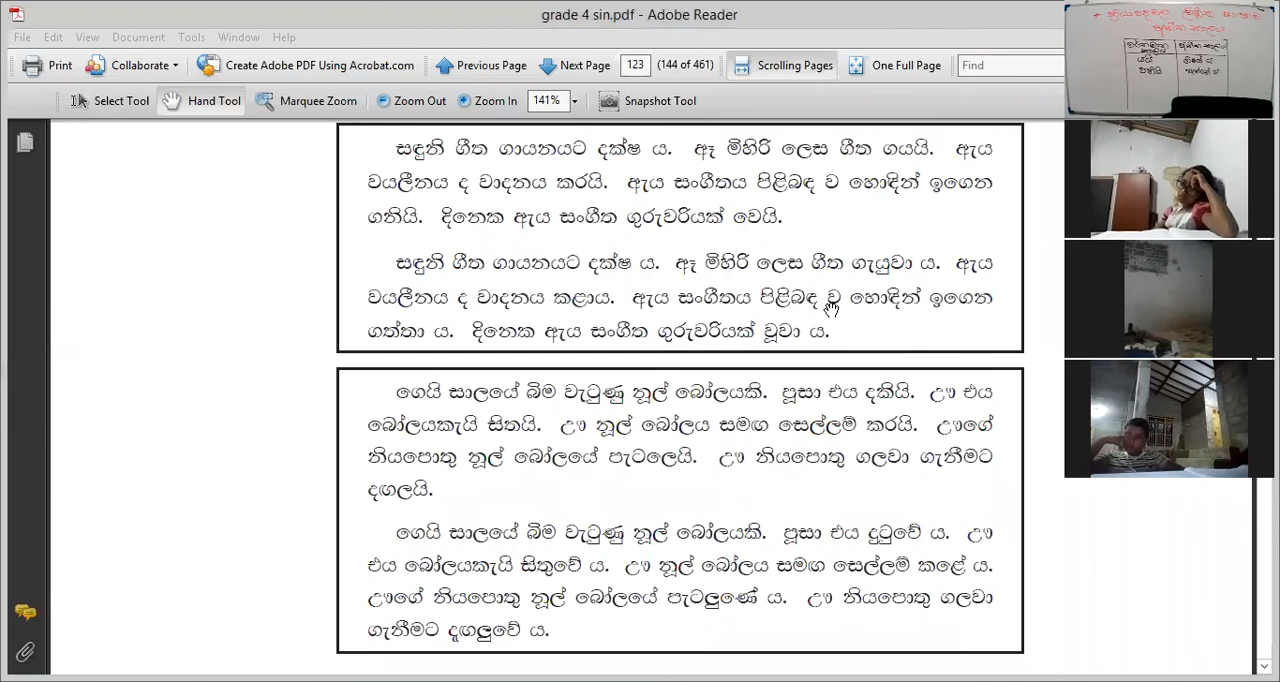 grade 4 sin.pdf - Adobe Reader
File Edit View Document Tools Window Help
Print Collaborate Create Adobe PDF Using Acrobat.com Previous Page Next Page 123 (144 of 461) Scrolling Pages One Full Page Find
Select Tool Hand Tool Marquee Zoom Zoom Out Zoom In 141% Snapshot Tool
සඳුනි ගීත ගායනයට දක්ෂ ය. ඈ මිහිරි ලෙස ගීත ගයයි. ඇය
වයලීනය ද වාදනය කරයි. ඇය සංගීතය පිළිබඳ ව හොඳින් ඉගෙන
ගනියි. දිනෙක ඇය සංගීත ගුරුවරියක් වෙයි.
සඳුනි ගීත ගායනයට දක්ෂ ය. ඈ මිහිරි ලෙස ගීත ගැයුවා ය. ඇය
වයලීනය ද වාදනය කළාය. ඇය සංගීතය පිළිබඳ ව හොඳින් ඉගෙන
ගත්තා ය. දිනෙක ඇය සංගීත ගුරුවරියක් වූවා ය.
ගෙයි සාලයේ බිම වැටුණු නූල් බෝලයකි. පූසා එය දකියි. ඌ එය
බෝලයකැයි සිතයි. ඌ නූල් බෝලය සමඟ සෙල්ලම් කරයි. ඌගේ
නියපොතු නූල් බෝලයේ පැටලෙයි. ඌ නියපොතු ගලවා ගැනීමට
දඟලයි.
ගෙයි සාලයේ බිම වැටුණු නූල් බෝලයකි. පූසා එය දුටුවේ ය. ඌ
එය බෝලයකැයි සිතුවේ ය. ඌ නූල් බෝලය සමඟ සෙල්ලම් කළේ ය.
ඌගේ නියපොතු නූල් බෝලයේ පැටලුණේ ය. ඌ නියපොතු ගලවා
ගැනීමට දැඟලුවේ ය.